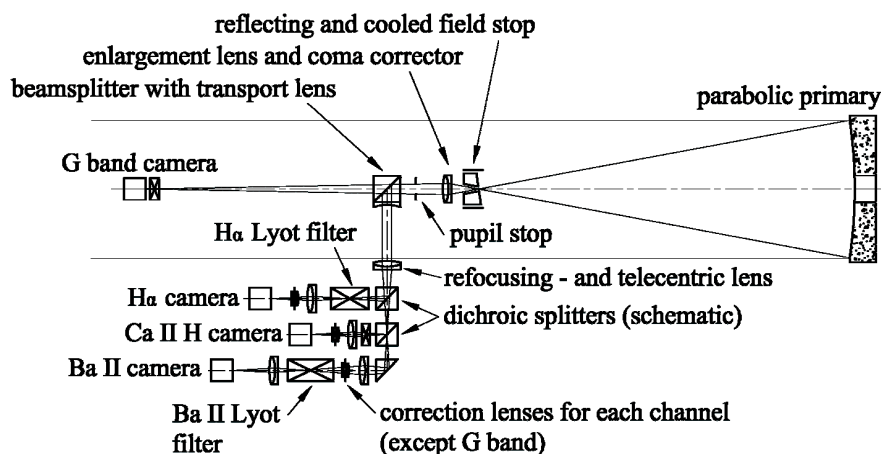 reflecting and cooled field stop
enlargement lens and coma corrector
beamsplitter with transport lens
parabolic primary
G band camera
pupil stop
Hα Lyot filter
refocusing - and telecentric lens
Hα camera
dichroic splitters (schematic)
Ca II H camera
Ba II camera
Ba II Lyot
filter
correction lenses for each channel
(except G band)